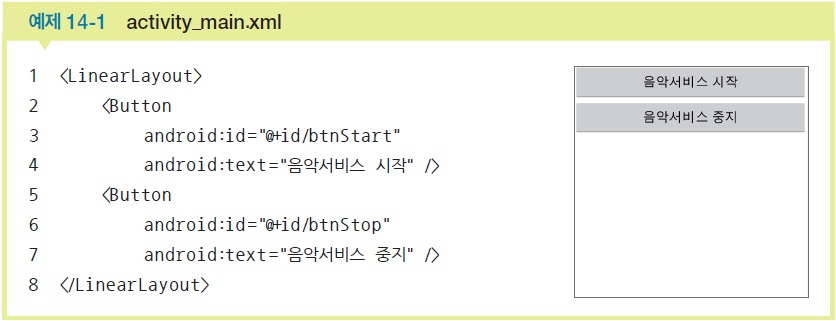 예제 14-1 activity_main.xml
1 <LinearLayout>
2 <Button
3 android:id="@+id/btnStart"
4 android:text="음악서비스 시작" />
5 <Button
6 android:id="@+id/btnStop"
7 android:text="음악서비스 중지" />
8 </LinearLayout>
음악서비스 시작
음악서비스 중지